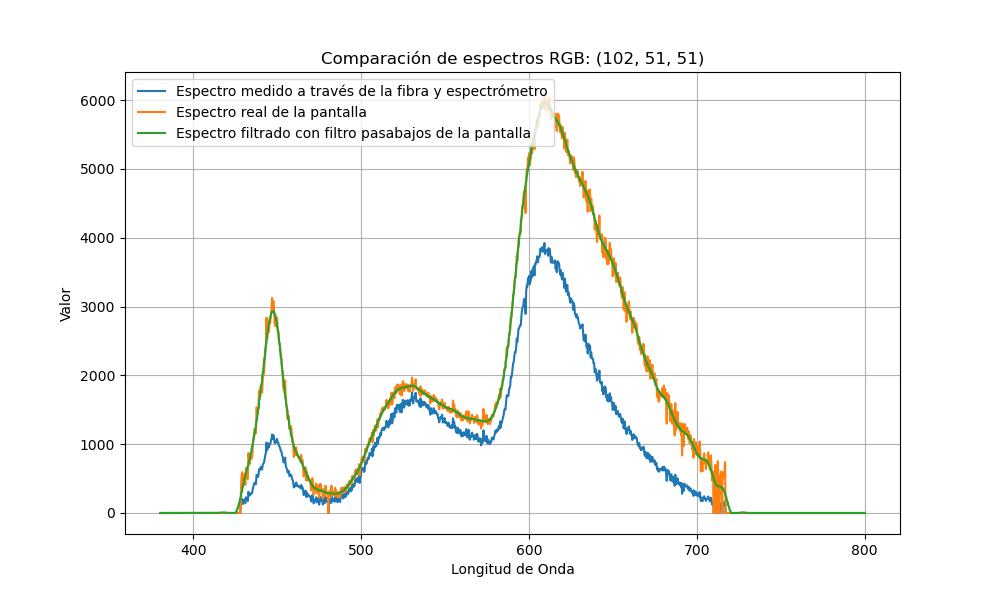 Comparación de espectros RGB: (102, 51, 51)
Espectro medido a través de la fibra y espectrómetro
Espectro real de la pantalla
Espectro filtrado con filtro pasabajos de la pantalla
Valor
6000
5000
4000
3000
2000
1000
0
400
500
600
700
800
Longitud de Onda